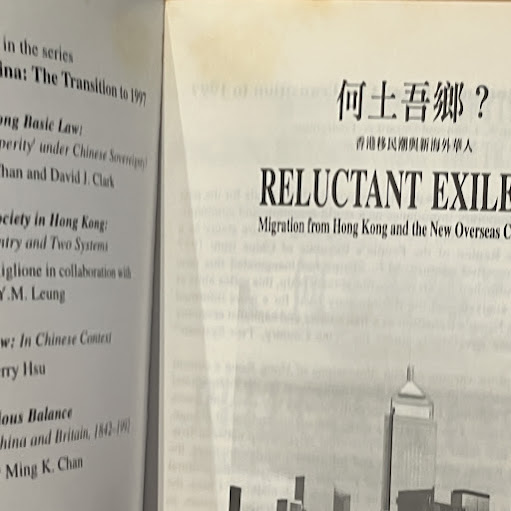 in the series
ina: The Transition to 1997
ong Basic Law:
perity' under Chinese Sovereignty
han and David J. Clark
ociety in Hong Kong:
ntry and Two Systems
iglione in collaboration with
Y.M. Leung
w: In Chinese Context
rry Hsu
ious Balance
hina and Britain, 1842-1992
Ming K. Chan
何土吾鄉？
香港移民潮與新海外華人
RELUCTANT EXILE
Migration from Hong Kong and the New Overseas C